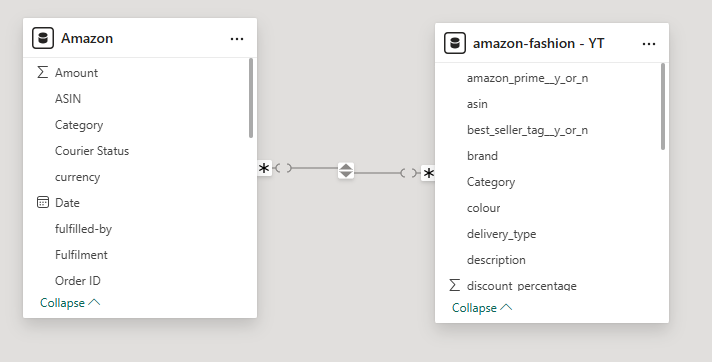 Amazon
Amount
ASIN
Category
Courier Status
currency
Date
fulfilled-by
Fulfilment
Order ID
Collapse
amazon-fashion - YT
amazon_prime__y_or_n
asin
best_seller_tag__y_or_n
brand
Category
colour
delivery_type
description
discount_percentage
Collapse